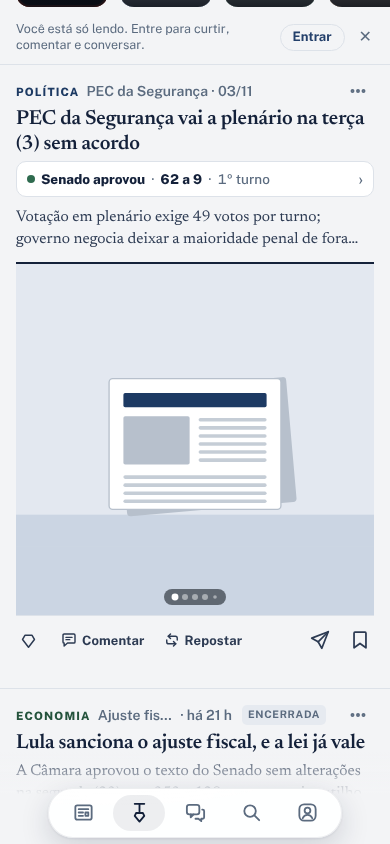 Você está só lendo. Entre para curtir,
comentar e conversar.
Entrar
POLÍTICA PEC da Segurança · 03/11
PEC da Segurança vai a plenário na terça
(3) sem acordo
Senado aprovou · 62 a 9 · 1º turno
Votação em plenário exige 49 votos por turno;
governo negocia deixar a maioridade penal de fora...
Comentar
Repostar
ECONOMIA Ajuste fis... · há 21 h ENCERRADA
Lula sanciona o ajuste fiscal, e a lei já vale
A Câmara aprovou o texto do Senado sem alterações